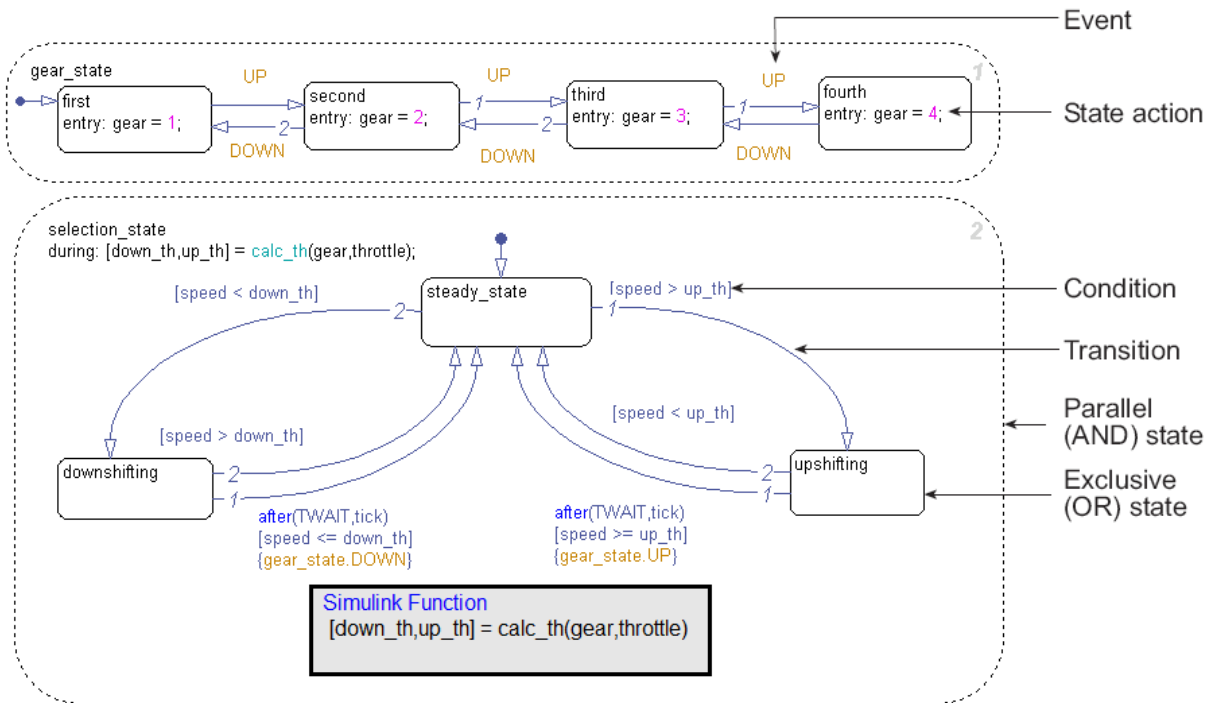 Event
gear_state
1
UP
UP
UP
first
entry: gear = 1;
second
entry: gear = 2;
third
entry: gear = 3;
fourth
entry: gear = 4;
1
1
2
2
DOWN
DOWN
DOWN
State action
selection_state
during: [down_th,up_th] = calc_th(gear,throttle);
2
[speed < down_th]
2
steady_state
1
[speed > up_th]
Condition
Transition
[speed > down_th]
[speed < up_th]
Parallel
(AND) state
downshifting
2
1
upshifting
2
1
Exclusive
(OR) state
after(TWAIT,tick)
[speed <= down_th]
{gear_state.DOWN}
after(TWAIT,tick)
[speed >= up_th]
{gear_state.UP}
Simulink Function
[down_th,up_th] = calc_th(gear,throttle)